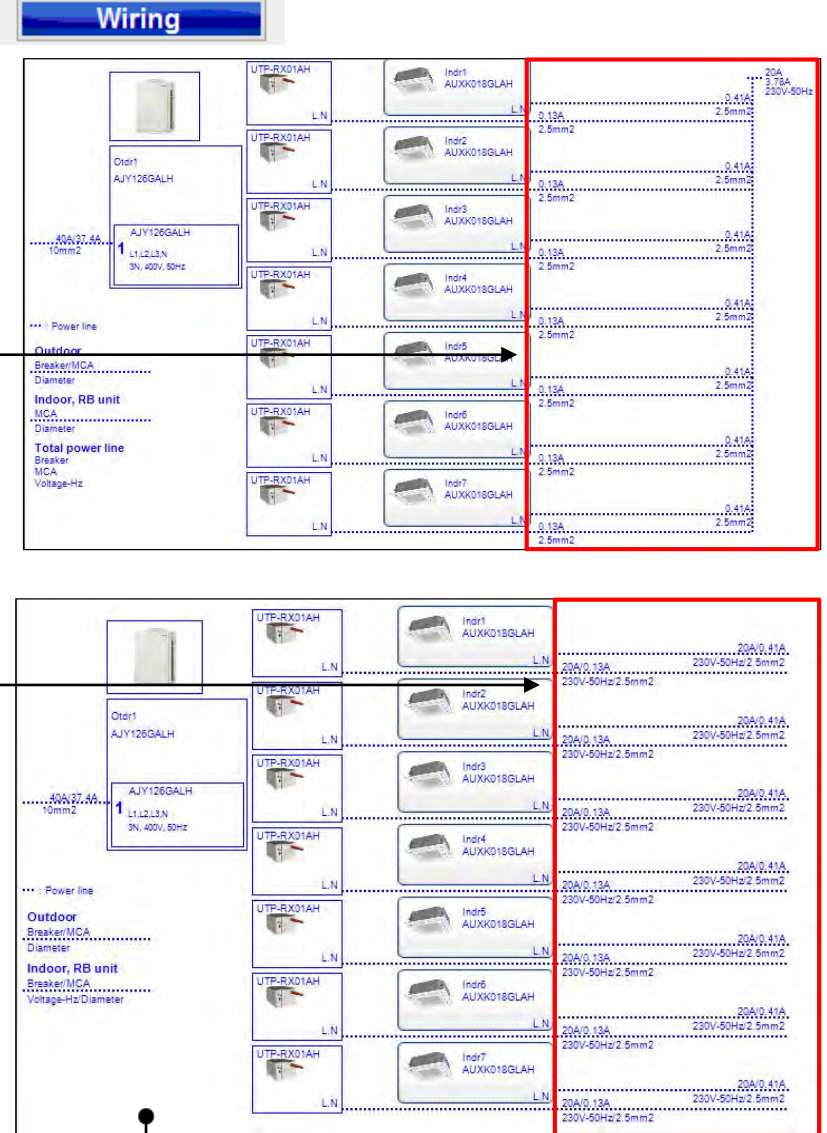 Wiring
20A
3.78A
230V-50Hz
Otdr1
AJY126GALH
40A/37.4A
10mm2
AJY126GALH
1
L1,L2,L3,N
3N, 400V, 50Hz
UTP-RX01AH
L.N
Indr1
AUXK018GLAH
L.N
0.13A
2.5mm2
0.41A
2.5mm2
UTP-RX01AH
L.N
Indr2
AUXK018GLAH
L.N
0.13A
2.5mm2
0.41A
2.5mm2
UTP-RX01AH
L.N
Indr3
AUXK018GLAH
L.N
0.13A
2.5mm2
0.41A
2.5mm2
UTP-RX01AH
L.N
Indr4
AUXK018GLAH
L.N
0.13A
2.5mm2
0.41A
2.5mm2
UTP-RX01AH
L.N
Indr5
AUXK018GLAH
L.N
0.13A
2.5mm2
0.41A
2.5mm2
UTP-RX01AH
L.N
Indr6
AUXK018GLAH
L.N
0.13A
2.5mm2
0.41A
2.5mm2
UTP-RX01AH
L.N
Indr7
AUXK018GLAH
L.N
0.13A
2.5mm2
0.41A
2.5mm2
: Power line
Outdoor
Breaker/MCA
Diameter
Indoor, RB unit
MCA
Diameter
Total power line
Breaker
MCA
Voltage-Hz
Otdr1
AJY126GALH
40A/37.4A
10mm2
AJY126GALH
1
L1,L2,L3,N
3N, 400V, 50Hz
UTP-RX01AH
L.N
Indr1
AUXK018GLAH
L.N
20A/0.13A
230V-50Hz/2.5mm2
20A/0.41A
230V-50Hz/2.5mm2
UTP-RX01AH
L.N
Indr2
AUXK018GLAH
L.N
20A/0.13A
230V-50Hz/2.5mm2
20A/0.41A
230V-50Hz/2.5mm2
UTP-RX01AH
L.N
Indr3
AUXK018GLAH
L.N
20A/0.13A
230V-50Hz/2.5mm2
20A/0.41A
230V-50Hz/2.5mm2
UTP-RX01AH
L.N
Indr4
AUXK018GLAH
L.N
20A/0.13A
230V-50Hz/2.5mm2
20A/0.41A
230V-50Hz/2.5mm2
UTP-RX01AH
L.N
Indr5
AUXK018GLAH
L.N
20A/0.13A
230V-50Hz/2.5mm2
20A/0.41A
230V-50Hz/2.5mm2
UTP-RX01AH
L.N
Indr6
AUXK018GLAH
L.N
20A/0.13A
230V-50Hz/2.5mm2
20A/0.41A
230V-50Hz/2.5mm2
UTP-RX01AH
L.N
Indr7
AUXK018GLAH
L.N
20A/0.13A
230V-50Hz/2.5mm2
20A/0.41A
230V-50Hz/2.5mm2
: Power line
Outdoor
Breaker/MCA
Diameter
Indoor, RB unit
Breaker/MCA
Voltage-Hz/Diameter